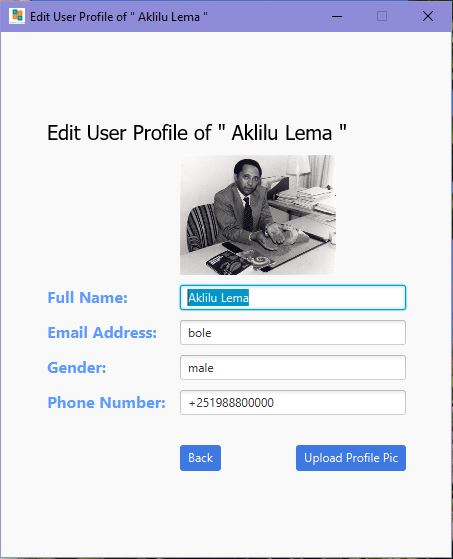 Edit User Profile of " Aklilu Lema "
Edit User Profile of " Aklilu Lema "
Full Name:
Aklilu Lema
Email Address:
bole
Gender:
male
Phone Number:
+251988800000
Back
Upload Profile Pic